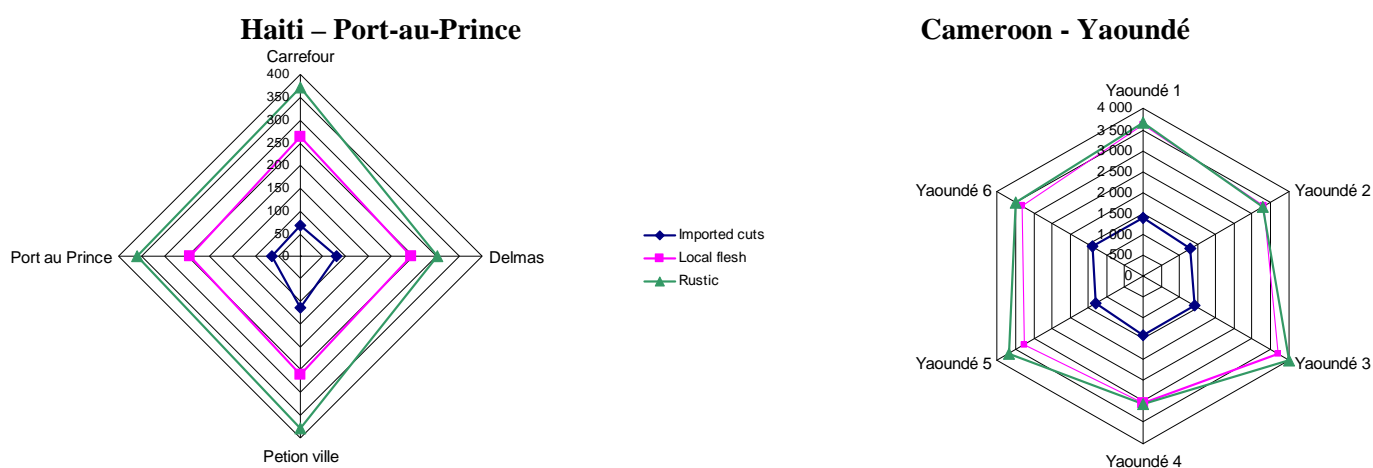 Haiti – Port-au-Prince
Carrefour
400
350
300
250
200
150
100
50
0
Port au Prince
Delmas
Petion ville
Imported cuts
Local flesh
Rustic
Cameroon - Yaoundé
Yaoundé 1
4 000
3 500
3 000
2 500
2 000
1 500
1 000
500
0
Yaoundé 6
Yaoundé 2
Yaoundé 5
Yaoundé 3
Yaoundé 4